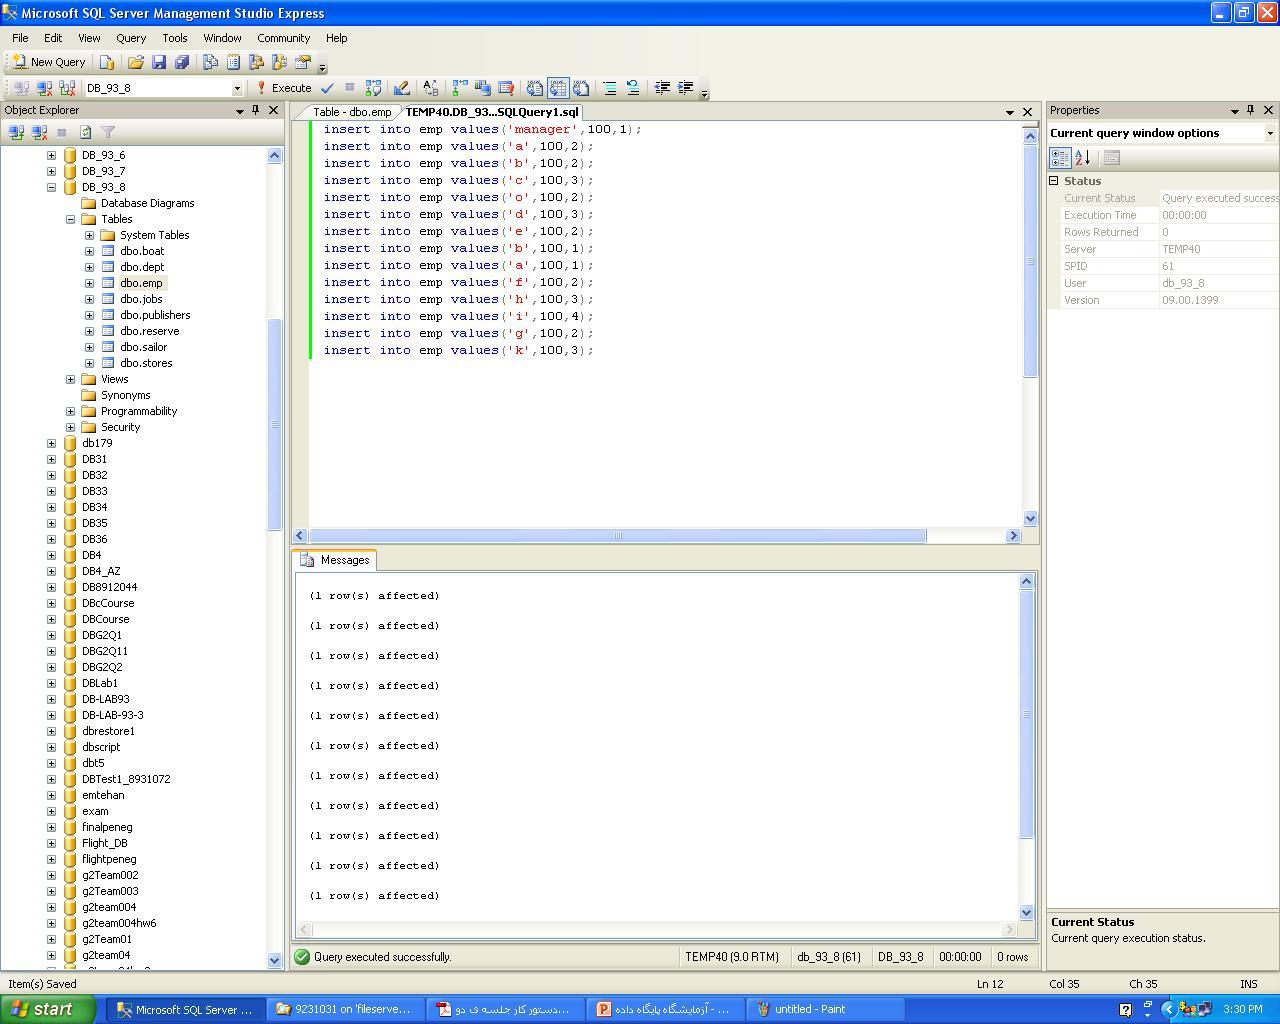 Microsoft SQL Server Management Studio Express
File Edit View Query Tools Window Community Help
New Query
DB_93_8 Execute
Object Explorer
DB_93_6
DB_93_7
DB_93_8
Database Diagrams
Tables
System Tables
dbo.boat
dbo.dept
dbo.emp
dbo.jobs
dbo.publishers
dbo.reserve
dbo.sailor
dbo.stores
Views
Synonyms
Programmability
Security
db179
DB31
DB32
DB33
DB34
DB35
DB36
DB4
DB4_AZ
DB8912044
DBcCourse
DBCourse
DBG2Q1
DBG2Q11
DBG2Q2
DBLab1
DB-LAB93
DB-LAB-93-3
dbrestore1
dbscript
dbt5
DBTest1_8931072
emtehan
exam
finalpeneg
Flight_DB
flightpeneg
g2Team002
g2Team003
g2team004
g2team004hw6
g2Team01
g2team04
Table - dbo.emp TEMP40.DB_93...SQLQuery1.sql
insert into emp values('manager',100,1);
insert into emp values('a',100,2);
insert into emp values('b',100,2);
insert into emp values('c',100,3);
insert into emp values('o',100,2);
insert into emp values('d',100,3);
insert into emp values('e',100,2);
insert into emp values('b',100,1);
insert into emp values('a',100,1);
insert into emp values('f',100,2);
insert into emp values('h',100,3);
insert into emp values('i',100,4);
insert into emp values('g',100,2);
insert into emp values('k',100,3);
Messages
(1 row(s) affected)
(1 row(s) affected)
(1 row(s) affected)
(1 row(s) affected)
(1 row(s) affected)
(1 row(s) affected)
(1 row(s) affected)
(1 row(s) affected)
(1 row(s) affected)
(1 row(s) affected)
(1 row(s) affected)
Query executed successfully. TEMP40 (9.0 RTM) db_93_8 (61) DB_93_8 00:00:00 0 rows
Properties
Current query window options
Status
Current Status Query executed success
Execution Time 00:00:00
Rows Returned 0
Server TEMP40
SPID 61
User db_93_8
Version 09.00.1399
Current Status
Current query execution status.
Item(s) Saved Ln 12 Col 35 Ch 35 INS
start Microsoft SQL Server ... 9231031 on 'fileserve... دستور کار جلسه ی دو... آزمایشگاه پایگاه داده - ... untitled - Paint 3:30 PM